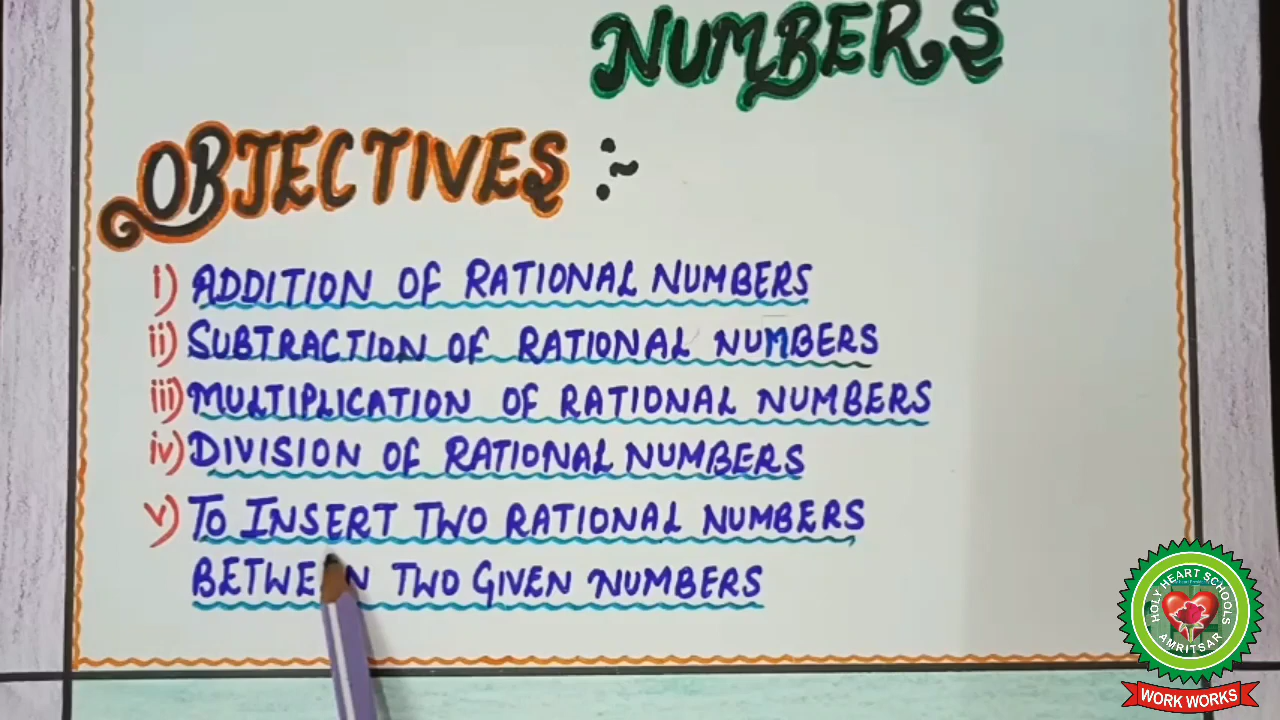 NUMBERS
OBJECTIVES :~
i) ADDITION OF RATIONAL NUMBERS
ii) SUBTRACTION OF RATIONAL NUMBERS
iii) MULTIPLICATION OF RATIONAL NUMBERS
iv) DIVISION OF RATIONAL NUMBERS
v) TO INSERT TWO RATIONAL NUMBERS
BETWEEN TWO GIVEN NUMBERS
HOLY HEART SCHOOLS
AMRITSAR
WORK WORKS